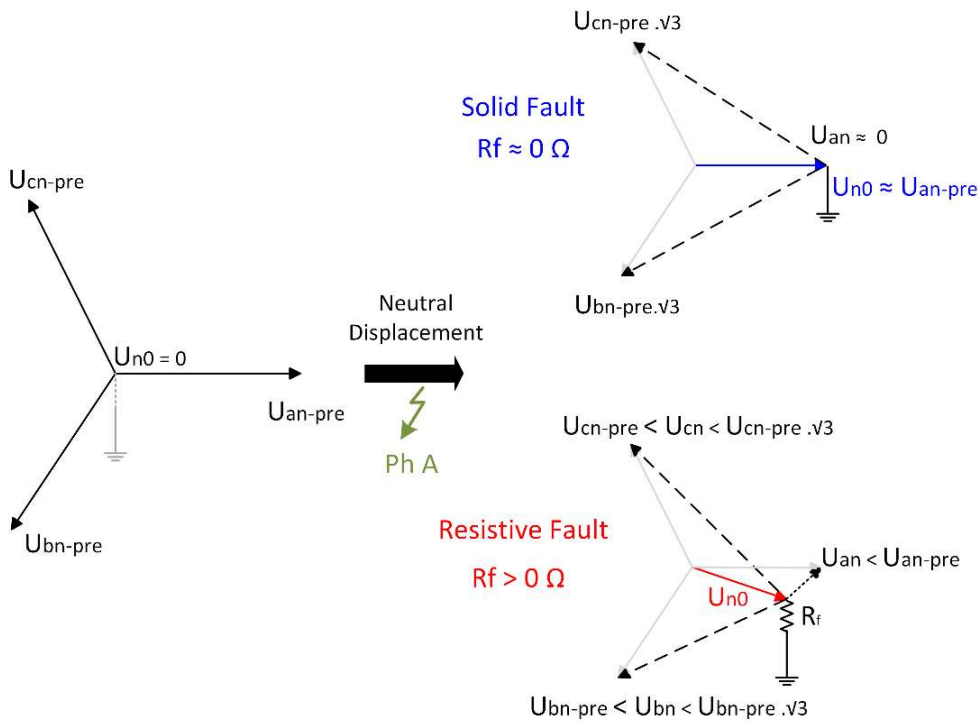 Ucn-pre .√3
Solid Fault
Rf ≈ 0 Ω
Uan ≈ 0
Un0 ≈ Uan-pre
Ubn-pre.√3
Ucn-pre
Un0 = 0
Uan-pre
Ubn-pre
Neutral
Displacement
Ph A
Ucn-pre < Ucn < Ucn-pre .√3
Resistive Fault
Rf > 0 Ω
Uan < Uan-pre
Un0
Rf
Ubn-pre < Ubn < Ubn-pre .√3